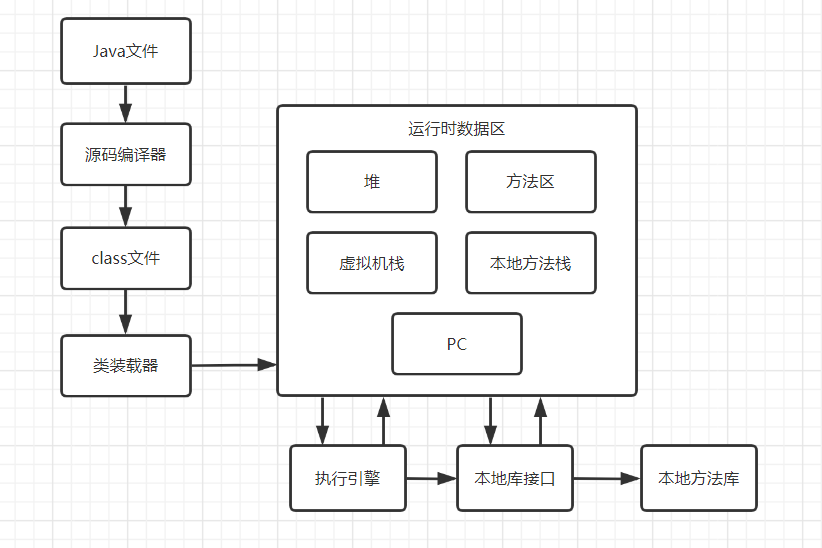 Java文件
源码编译器
class文件
类装载器
运行时数据区
堆
方法区
虚拟机栈
本地方法栈
PC
执行引擎
本地库接口
本地方法库